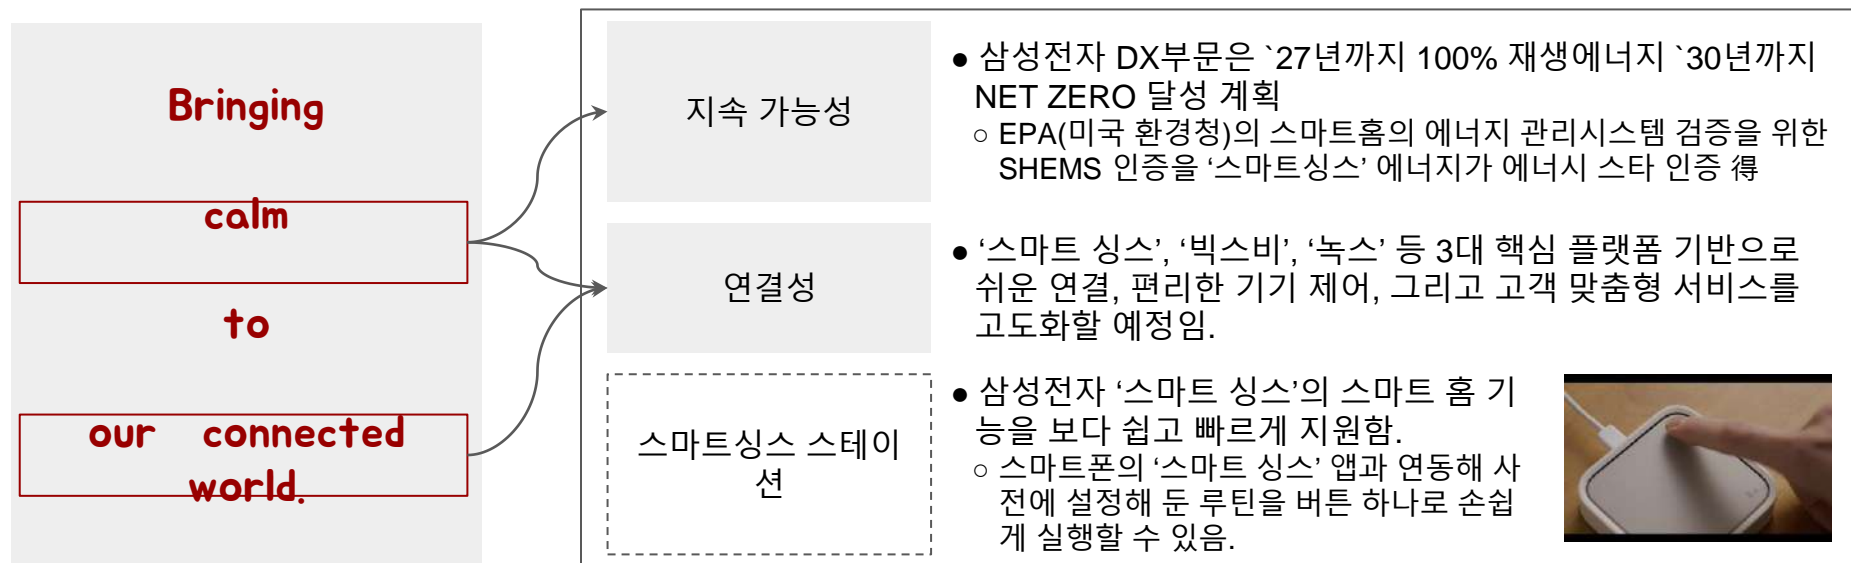 Bringing
calm
to
our connected
world.
지속 가능성
● 삼성전자 DX부문은 `27년까지 100% 재생에너지 `30년까지
NET ZERO 달성 계획
○ EPA(미국 환경청)의 스마트홈의 에너지 관리시스템 검증을 위한
SHEMS 인증을 ‘스마트싱스’ 에너지가 에너시 스타 인증 得
연결성
● ‘스마트 싱스’, ‘빅스비’, ‘녹스’ 등 3대 핵심 플랫폼 기반으로
쉬운 연결, 편리한 기기 제어, 그리고 고객 맞춤형 서비스를
고도화할 예정임.
스마트싱스 스테이
션
● 삼성전자 ‘스마트 싱스’의 스마트 홈 기
능을 보다 쉽고 빠르게 지원함.
○ 스마트폰의 ‘스마트 싱스’ 앱과 연동해 사
전에 설정해 둔 루틴을 버튼 하나로 손쉽
게 실행할 수 있음.